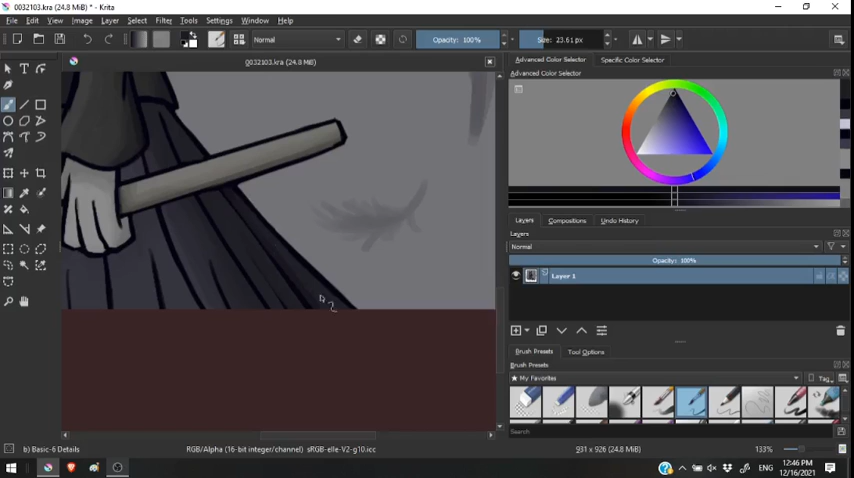 0032103.kra (24.8 MiB) * - Krita
File Edit View Image Layer Select Filter Tools Settings Window Help
Normal Opacity: 100% Size: 23.61 px
0032103.kra (24.8 MiB)
Advanced Color Selector Specific Color Selector
Advanced Color Selector
Layers Compositions Undo History
Layers
Normal
Opacity: 100%
Layer 1
Brush Presets Tool Options
Brush Presets
★ My Favorites Tag
Search
b) Basic-6 Details RGB/Alpha (16-bit integer/channel) sRGB-elle-V2-g10.icc 931 x 926 (24.8 MiB) 133%
ENG 12:46 PM
12/16/2021